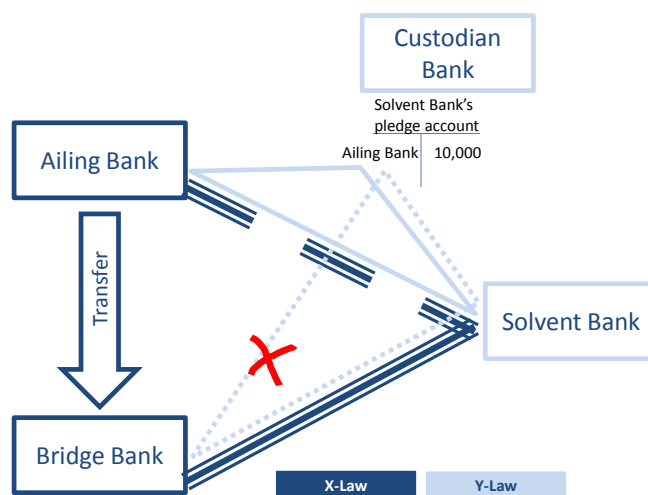 Custodian
Bank
Solvent Bank's
pledge account
Ailing Bank 10,000
Ailing Bank
Transfer
Solvent Bank
Bridge Bank
X-Law Y-Law